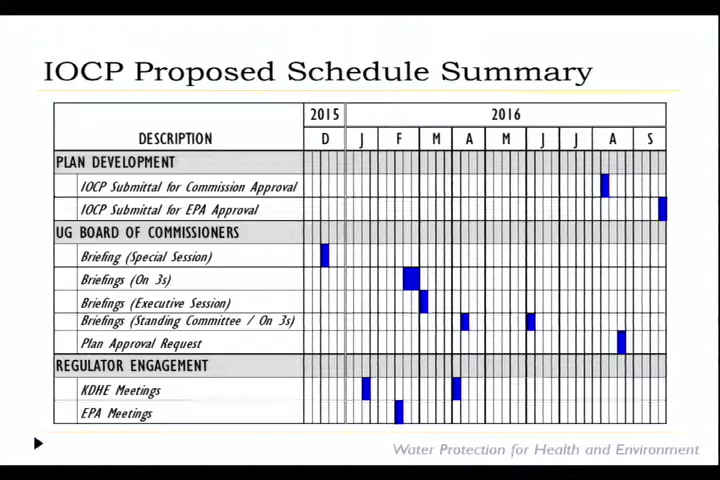 IOCP Proposed Schedule Summary
2015 2016
DESCRIPTION D J F M A M J J A S
PLAN DEVELOPMENT
IOCP Submittal for Commission Approval
IOCP Submittal for EPA Approval
UG BOARD OF COMMISSIONERS
Briefing (Special Session)
Briefings (On 3s)
Briefings (Executive Session)
Briefings (Standing Committee / On 3s)
Plan Approval Request
REGULATOR ENGAGEMENT
KDHE Meetings
EPA Meetings
Water Protection for Health and Environment